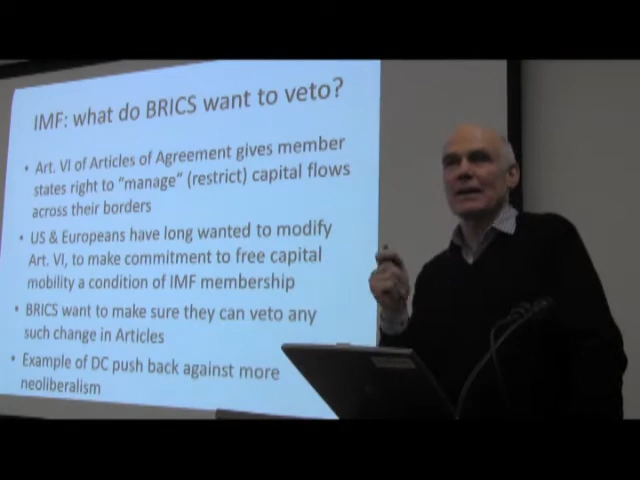 IMF: what do BRICS want to veto?
• Art. VI of Articles of Agreement gives member
states right to "manage" (restrict) capital flows
across their borders
• US & Europeans have long wanted to modify
Art. VI, to make commitment to free capital
mobility a condition of IMF membership
• BRICS want to make sure they can veto any
such change in Articles
• Example of DC push back against more
neoliberalism